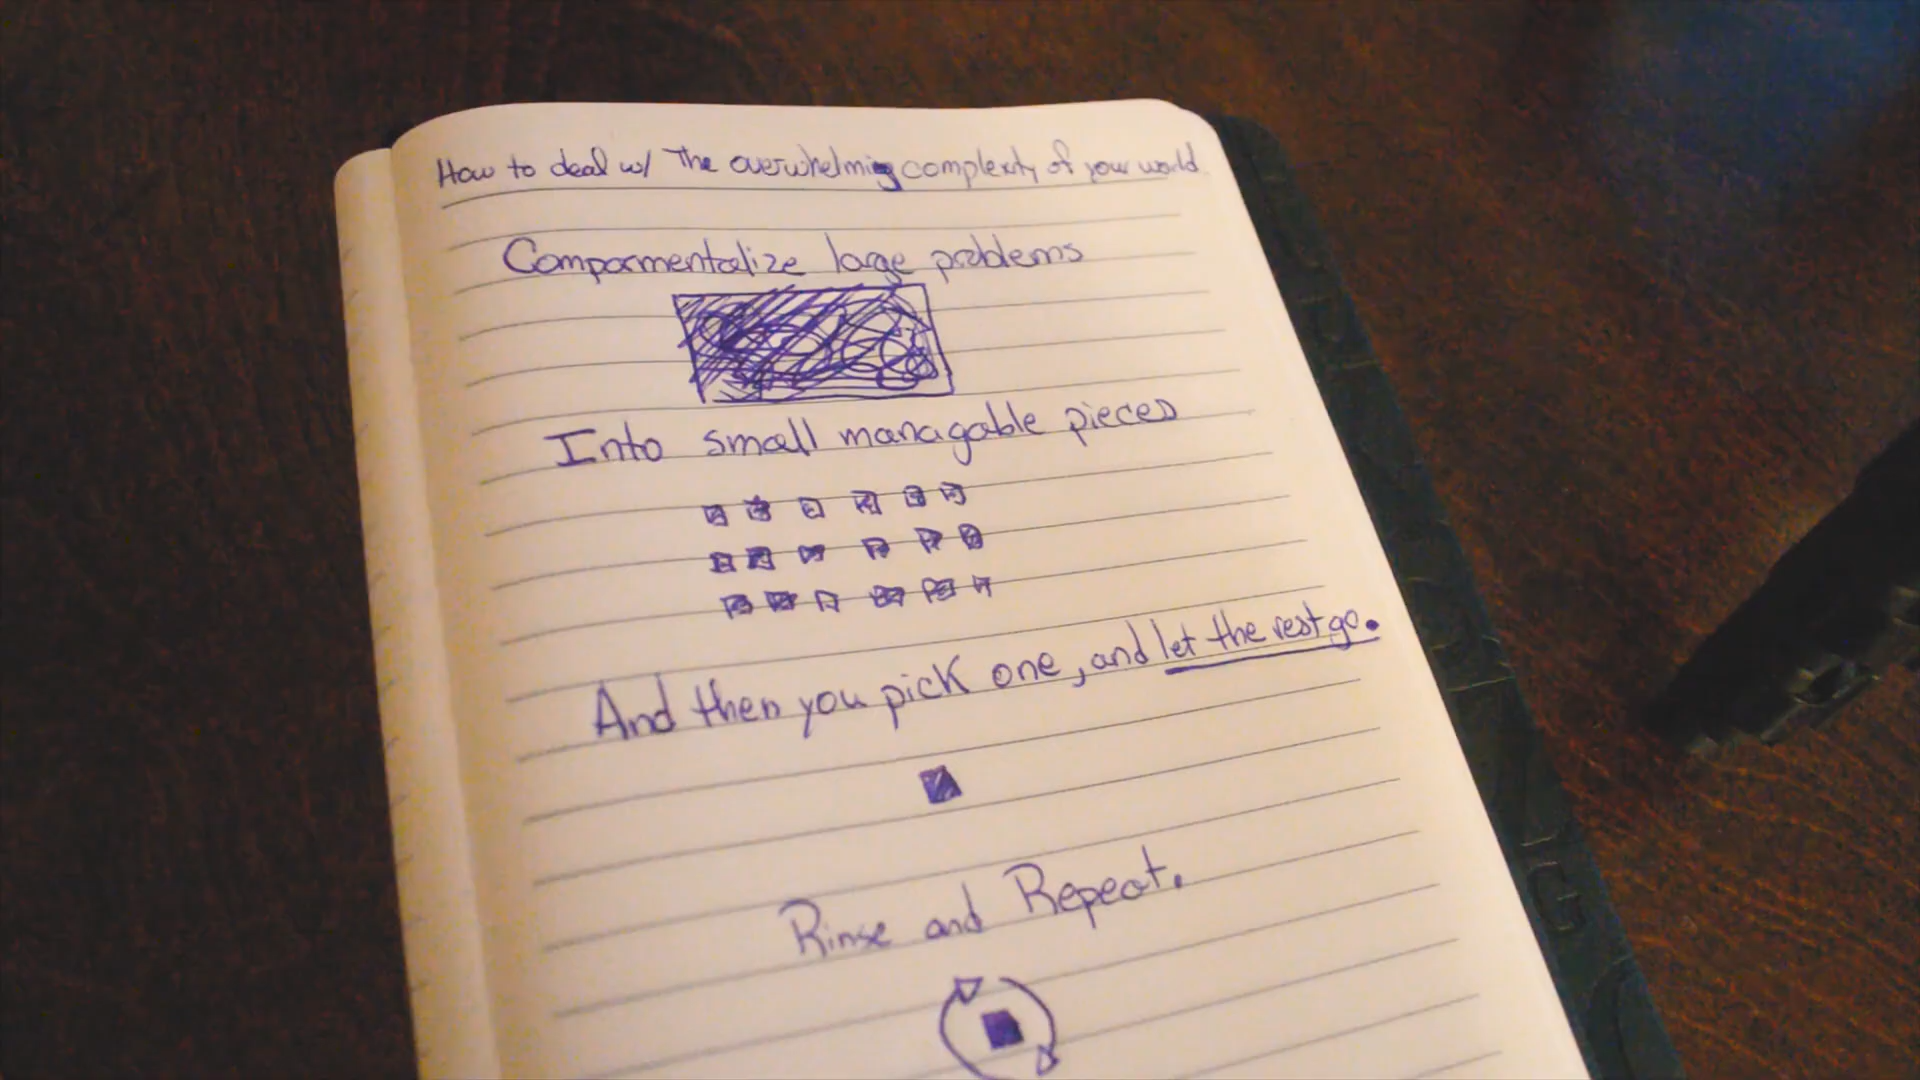 How to deal w/ The overwhelming complexity of your world
Comparmentalize large problems
Into small managable pieces
And then you pick one, and let the rest go.
Rinse and Repeat.